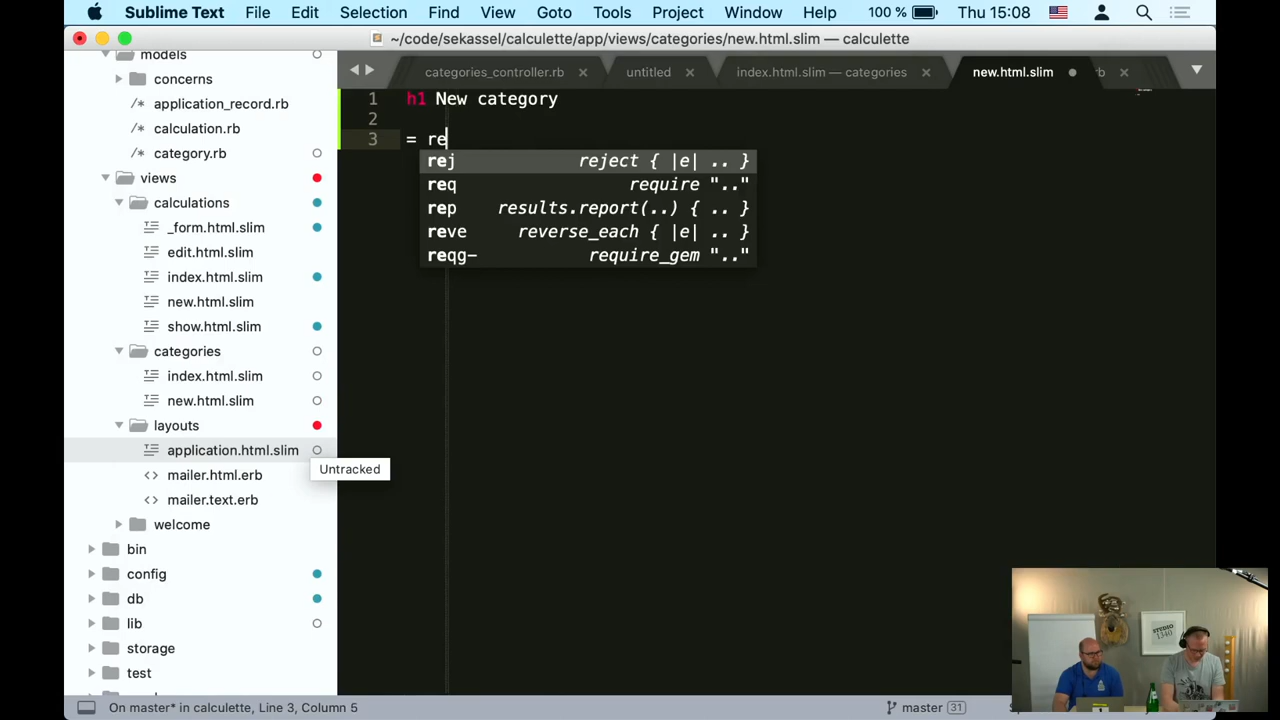 Sublime Text File Edit Selection Find View Goto Tools Project Window Help 100 % Thu 15:08
~/code/sekassel/calculette/app/views/categories/new.html.slim — calculette
models
concerns
/* application_record.rb
/* calculation.rb
/* category.rb
views
calculations
_form.html.slim
edit.html.slim
index.html.slim
new.html.slim
show.html.slim
categories
index.html.slim
new.html.slim
layouts
application.html.slim
Untracked
<> mailer.html.erb
<> mailer.text.erb
welcome
bin
config
db
lib
storage
test
categories_controller.rb × untitled × index.html.slim — categories × new.html.slim rb ×
1 h1 New category
2
3 = re
rej reject { |e| .. }
req require ".."
rep results.report(..) { .. }
reve reverse_each { |e| .. }
reqg- require_gem ".."
STUDIO
1340
On master* in calculette, Line 3, Column 5
master 31